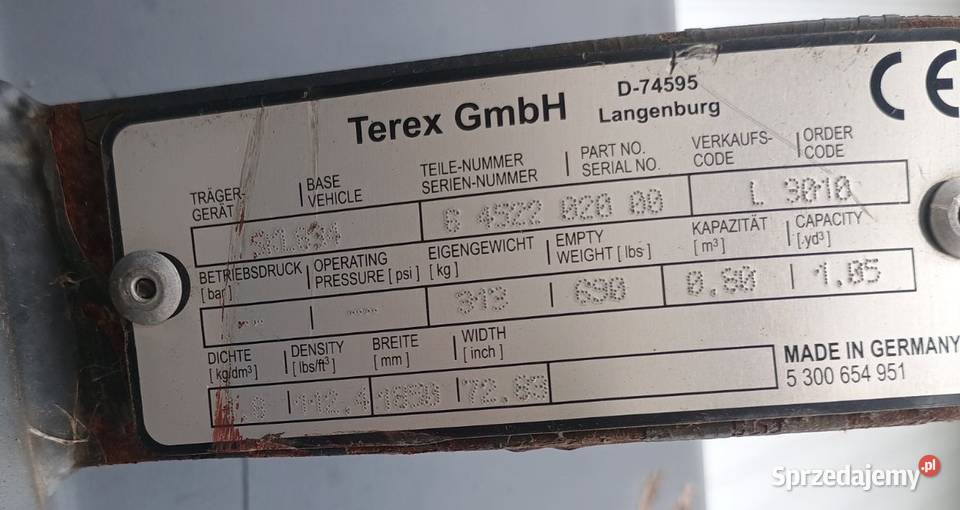 Terex GmbH
D-74595
Langenburg
CE
TRÄGER-
GERÄT
BASE
VEHICLE
TEILE-NUMMER
SERIEN-NUMMER
PART NO.
SERIAL NO.
VERKAUFS-
CODE
ORDER
CODE
SKL834
6 4522 020 00
L 3010
BETRIEBSDRUCK
[bar]
OPERATING
PRESSURE [psi]
EIGENGEWICHT
[kg]
EMPTY
WEIGHT [lbs]
KAPAZITÄT
[m³]
CAPACITY
[.yd³]
--
--
313
690
0.80
1.05
DICHTE
[kg/dm³]
DENSITY
[lbs/ft³]
BREITE
[mm]
WIDTH
[inch]
112.4
1850
72.83
MADE IN GERMANY
5 300 654 951
Sprzedajemy.pl